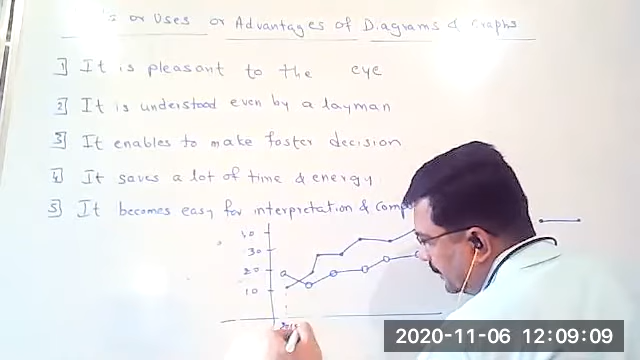 or Uses or Advantages of Diagrams & Graphs
1] It is pleasant to the eye
2] It is understood even by a layman
3] It enables to make foster decision
4] It saves a lot of time & energy
5] It becomes easy for interpretation &
40
30
20
10
2015
2020-11-06 12:09:09